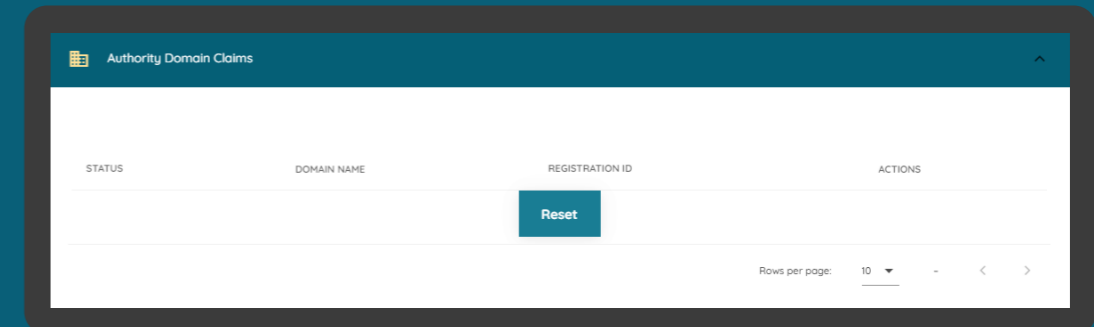 Authority Domain Claims
STATUS DOMAIN NAME REGISTRATION ID ACTIONS
Reset
Rows per page: 10 -